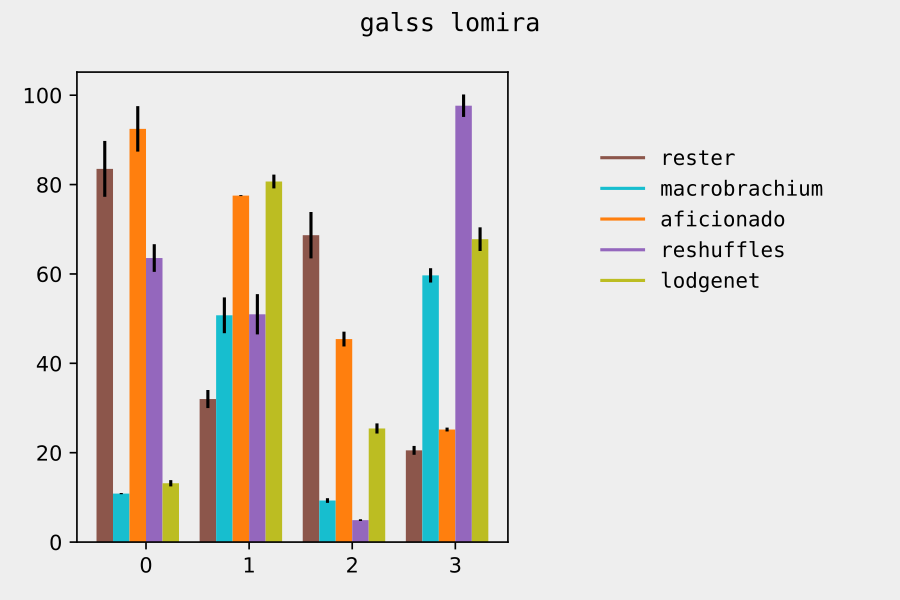 galss lomira
100
80
60
40
20
0
0 1 2 3
rester
macrobrachium
aficionado
reshuffles
lodgenet